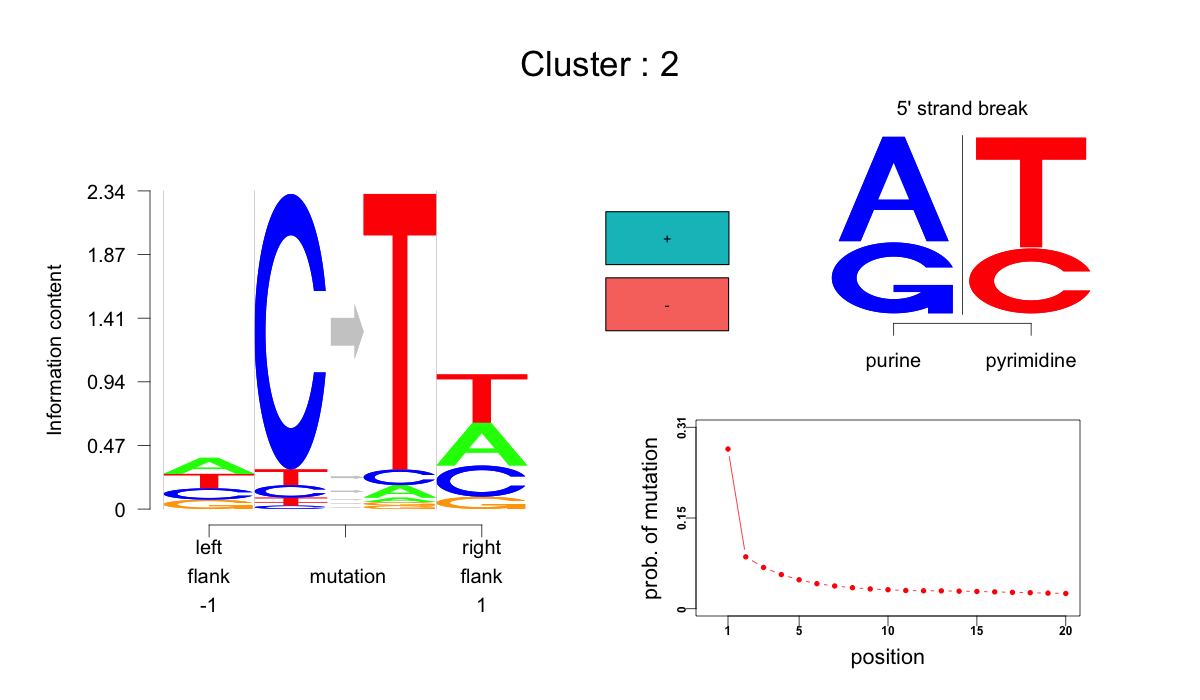 Cluster : 2
Information content
2.34
1.87
1.41
0.94
0.47
0
A
T
C
G
C
T
C
T
C
T
C
A
A
G
G
T
A
C
G
left
flank
-1
mutation
right
flank
1
+
-
5' strand break
A
G
T
C
purine
pyrimidine
prob. of mutation
0.31
0.15
0
1
5
10
15
20
position